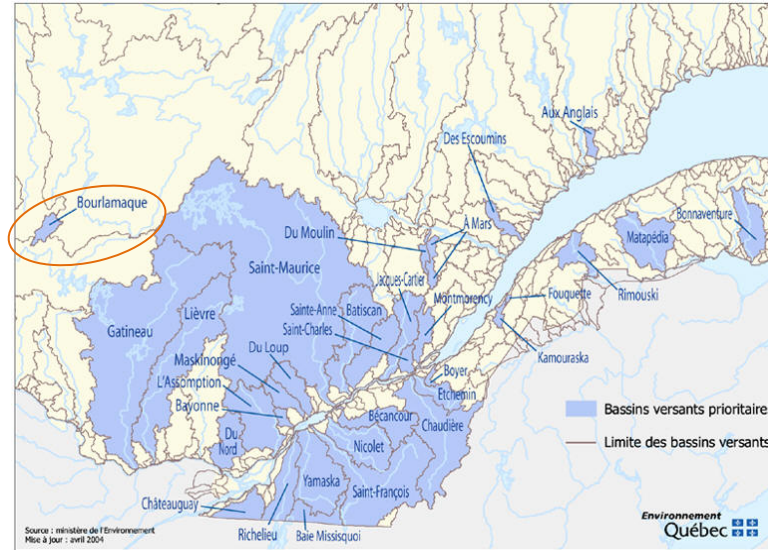 Aux Anglais
Des Escoumins
Bourlamaque
Bonnaventure
À Mars
Du Moulin
Matapédia
Saint-Maurice
Jacques-Cartier
Rimouski
Fouquette
Montmorency
Lièvre
Sainte-Anne
Batiscan
Gatineau
Saint-Charles
Du Loup
Kamouraska
Maskinongé
Boyer
L'Assomption
Etchemin
Bayonne
Bécancour
Chaudière
Du
Nord
Nicolet
Yamaska
Saint-François
Châteauguay
Richelieu
Baie Missisquoi
Bassins versants prioritaire
Limite des bassins versants
Source : ministère de l'Environnement
Mise à jour : avril 2004
Environnement
Québec